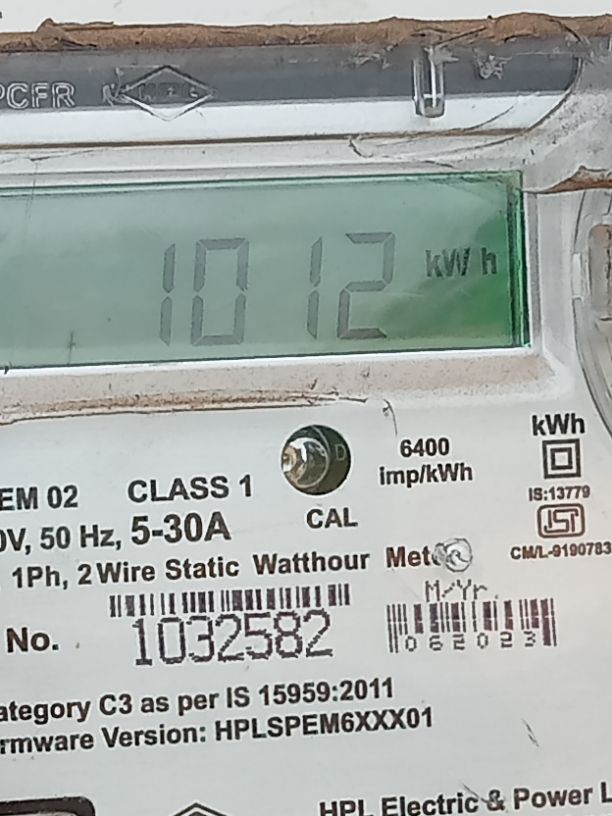 PCFR HPL
1012 kWh
kWh
6400
imp/kWh
EM 02 CLASS 1
IS:13779
0V, 50 Hz, 5-30A CAL
ISI
CM/L-9190783
1Ph, 2 Wire Static Watthour
M/Yr.
No. 1032582
062023
ategory C3 as per IS 15959:2011
rmware Version: HPLSPEM6XXX01
HPL Electric & Power L